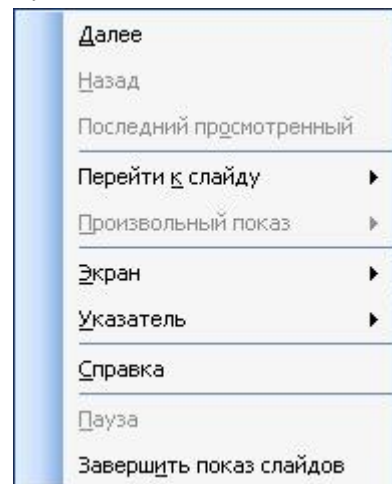 Далее
Назад
Последний просмотренный
Перейти к слайду
Произвольный показ
Экран
Указатель
Справка
Пауза
Завершить показ слайдов